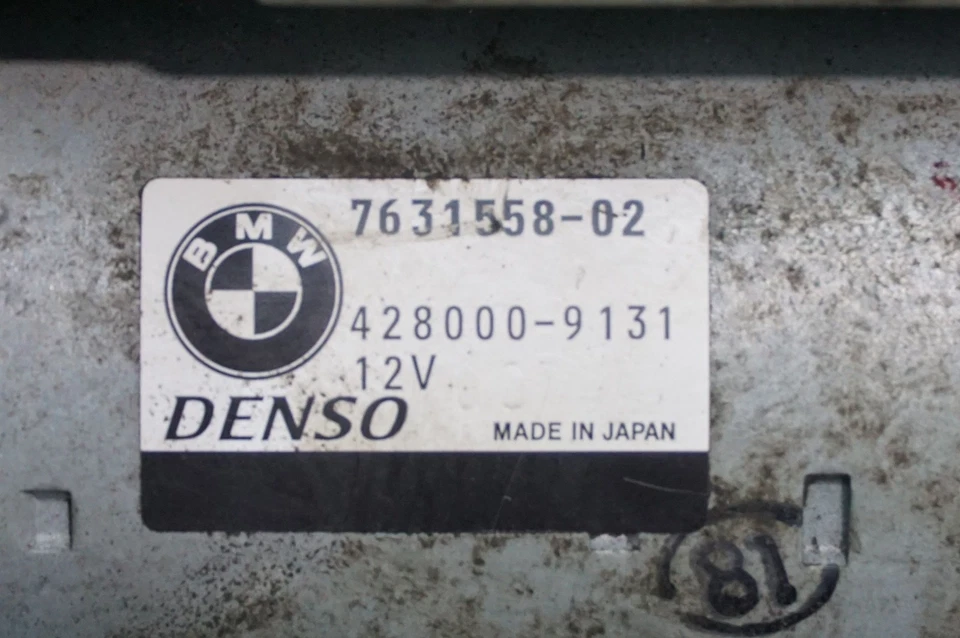 BMW
7631558-02
428000-9131
12V
DENSO
MADE IN JAPAN
81